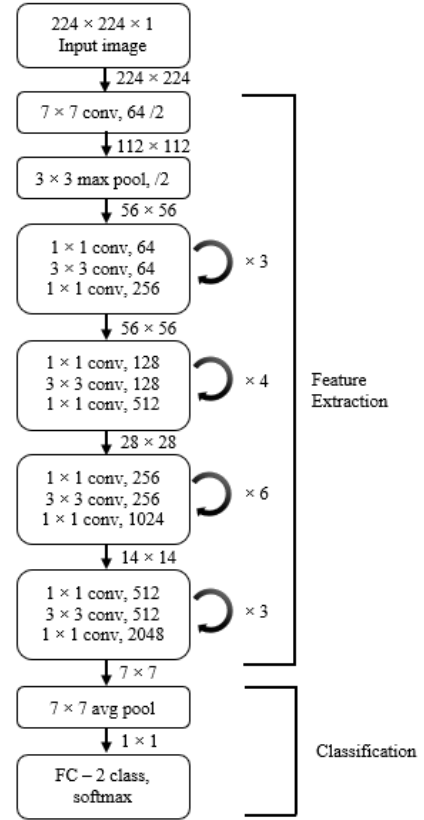 224 × 224 × 1
Input image
224 × 224
7 × 7 conv, 64 /2
112 × 112
3 × 3 max pool, /2
56 × 56
1 × 1 conv, 64
3 × 3 conv, 64
1 × 1 conv, 256
× 3
56 × 56
1 × 1 conv, 128
3 × 3 conv, 128
1 × 1 conv, 512
× 4
Feature
Extraction
28 × 28
1 × 1 conv, 256
3 × 3 conv, 256
1 × 1 conv, 1024
× 6
14 × 14
1 × 1 conv, 512
3 × 3 conv, 512
1 × 1 conv, 2048
× 3
7 × 7
7 × 7 avg pool
1 × 1
Classification
FC – 2 class,
softmax